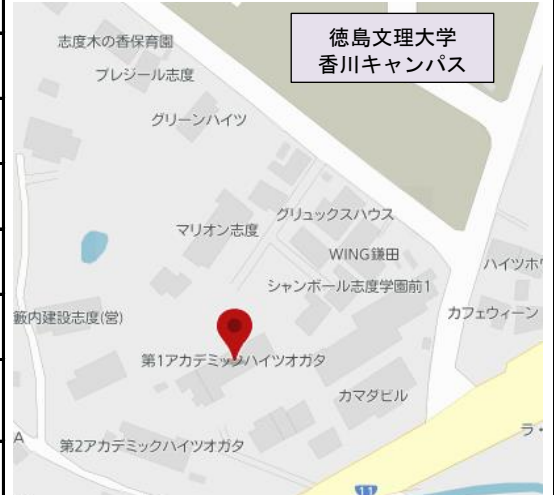 徳島文理大学
香川キャンパス
志度木の香保育園
プレジール志度
グリーンハイツ
グリュックスハウス
マリオン志度
WING鎌田
シャンボール志度学園前1
ハイツホ
籔内建設志度(営)
カフェウィーン
第1アカデミックハイツオガタ
カマダビル
ラ・
A
第2アカデミックハイツオガタ
11